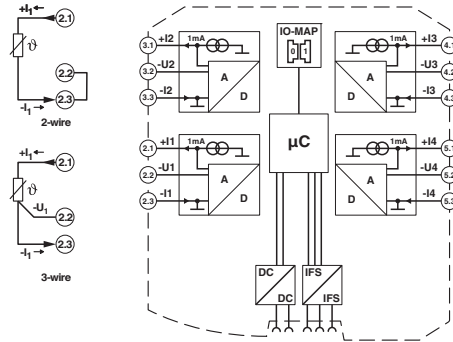 +I1
2.1
ϑ
2.2
2.3
-I1
2-wire
+I1
2.1
ϑ
-U1
2.2
2.3
-I1
3-wire
3.1 +I2 1mA
3.2 -U2
3.3 -I2
A
D
IO-MAP
0 1
1mA +I3 4.1
-U3 4.2
-I3 4.3
A
D
2.1 +I1 1mA
2.2 -U1
2.3 -I1
A
D
µC
1mA +I4 5.1
-U4 5.2
-I4 5.3
A
D
DC
DC
IFS
IFS